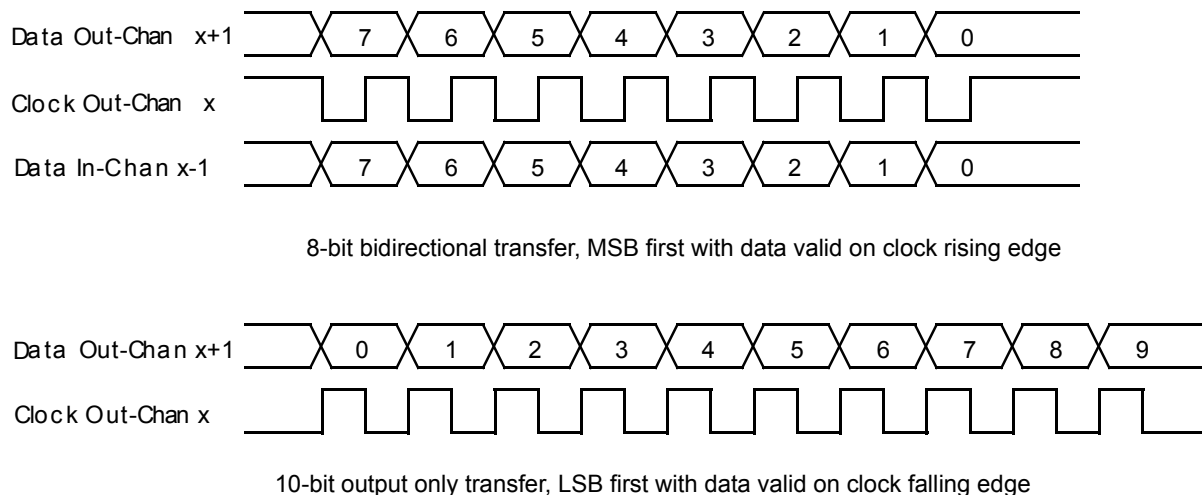 Data Out-Chan x+1 7 6 5 4 3 2 1 0
Clock Out-Chan x
Data In-Chan x-1 7 6 5 4 3 2 1 0
8-bit bidirectional transfer, MSB first with data valid on clock rising edge
Data Out-Chan x+1 0 1 2 3 4 5 6 7 8 9
Clock Out-Chan x
10-bit output only transfer, LSB first with data valid on clock falling edge